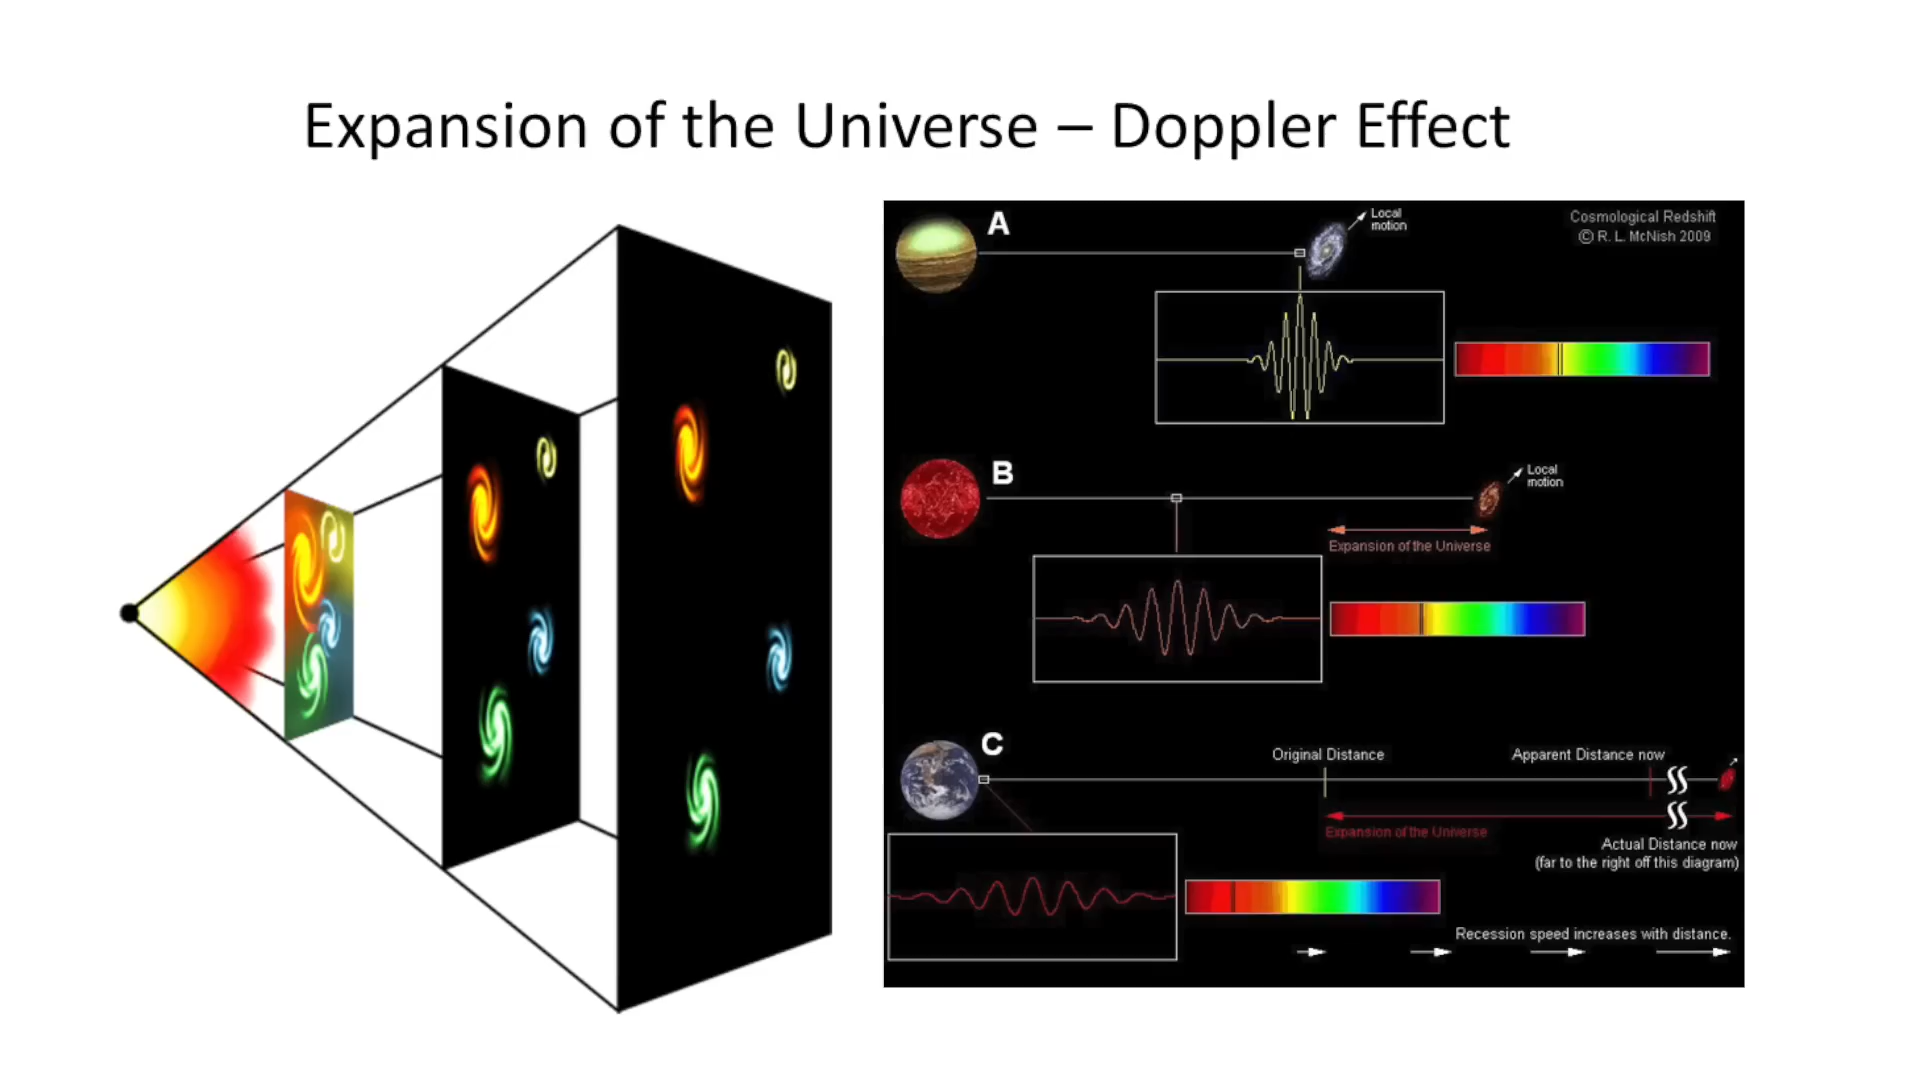 Expansion of the Universe – Doppler Effect
A
Local
motion
Cosmological Redshift
© R. L. McNish 2009
B
Local
motion
Expansion of the Universe
C
Original Distance
Apparent Distance now
Expansion of the Universe
Actual Distance now
(far to the right off this diagram)
Recession speed increases with distance.